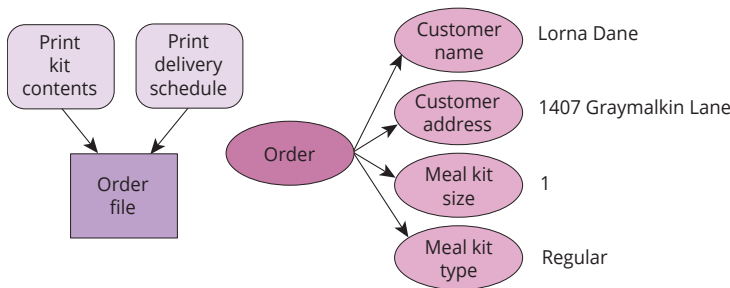 Print
kit
contents
Print
delivery
schedule
Order
file
Order
Customer
name
Lorna Dane
Customer
address
1407 Graymalkin Lane
Meal kit
size
1
Meal kit
type
Regular